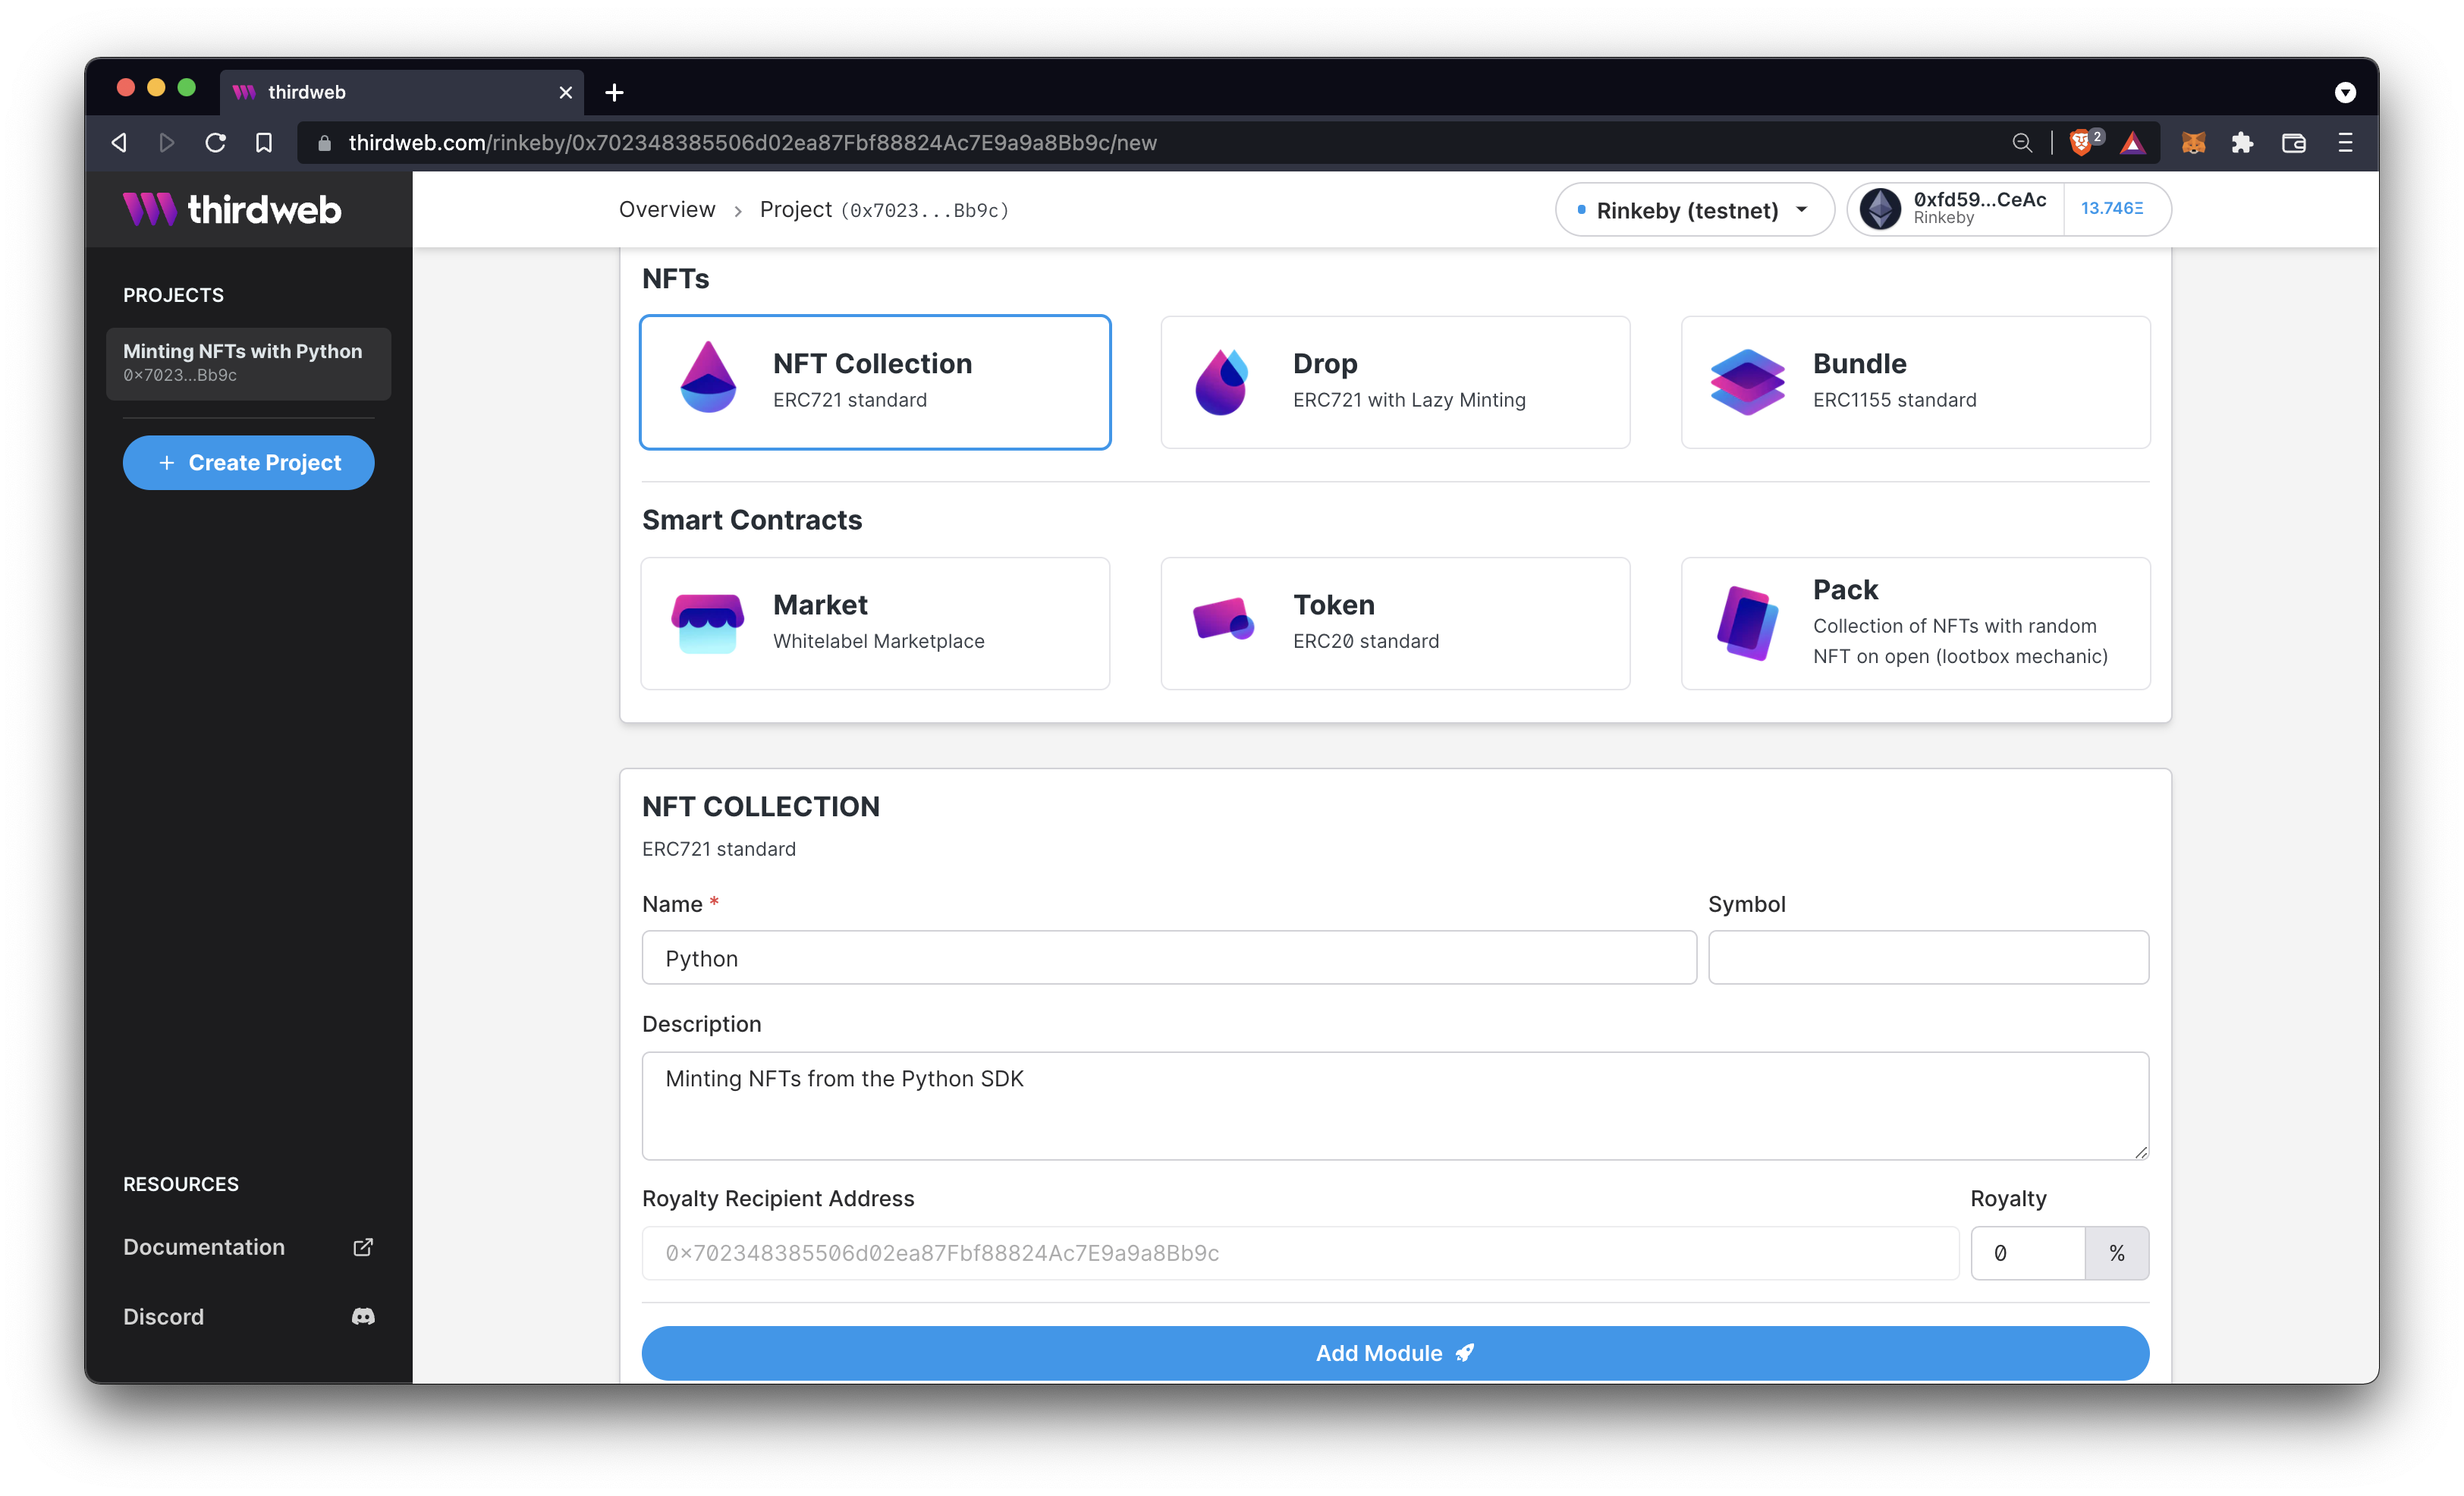 thirdweb
thirdweb.com/rinkeby/0x702348385506d02ea87Fbf88824Ac7E9a9a8Bb9c/new
2
thirdweb
Overview > Project (0x7023...Bb9c)
Rinkeby (testnet)
0xfd59...CeAc
Rinkeby
13.746Ξ
PROJECTS
Minting NFTs with Python
0x7023...Bb9c
+ Create Project
NFTs
NFT Collection
ERC721 standard
Drop
ERC721 with Lazy Minting
Bundle
ERC1155 standard
Smart Contracts
Market
Whitelabel Marketplace
Token
ERC20 standard
Pack
Collection of NFTs with random
NFT on open (lootbox mechanic)
NFT COLLECTION
ERC721 standard
Name *
Symbol
Python
Description
Minting NFTs from the Python SDK
Royalty Recipient Address
Royalty
0x702348385506d02ea87Fbf88824Ac7E9a9a8Bb9c
0
%
Add Module
RESOURCES
Documentation
Discord